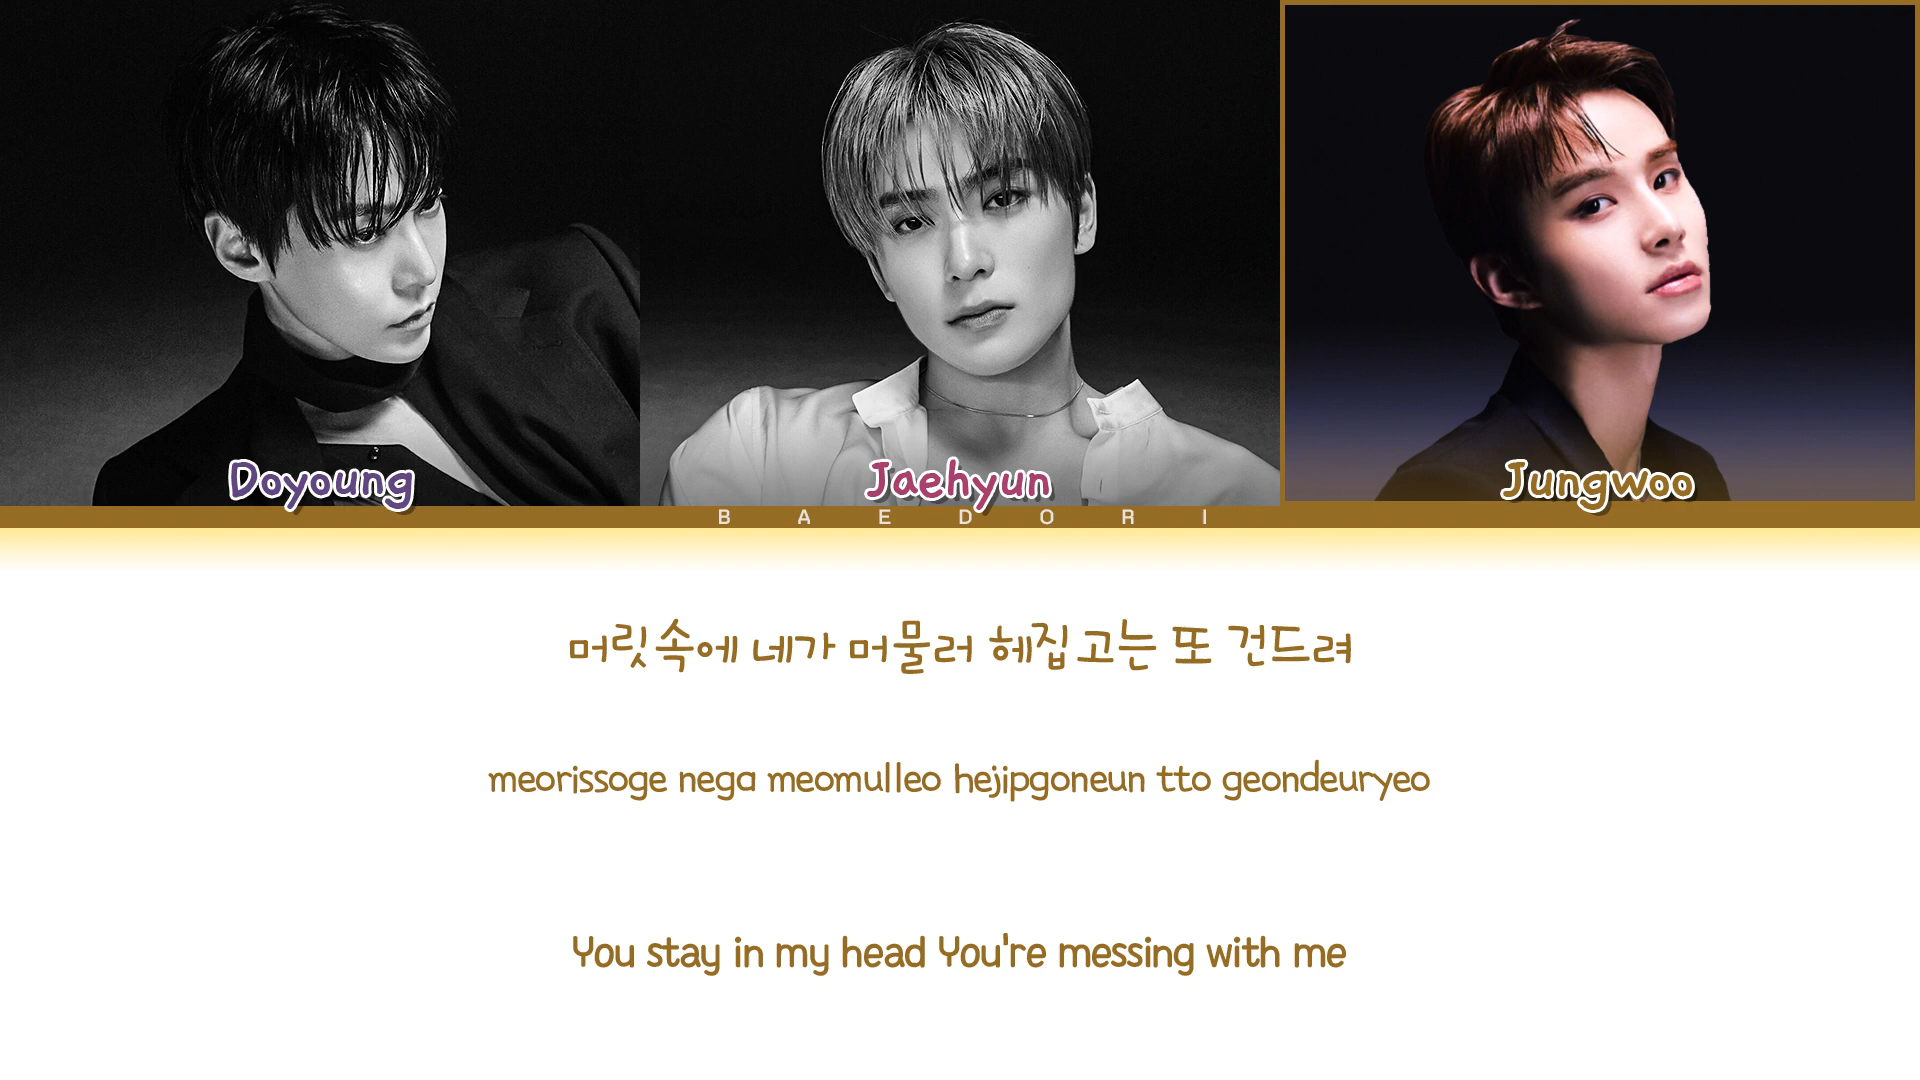 Doyoung
Jaehyun
Jungwoo
BAEDORI
머릿속에 네가 머물러 헤집고는 또 건드려
meorissoge nega meomulleo hejipgoneun tto geondeuryeo
You stay in my head You're messing with me